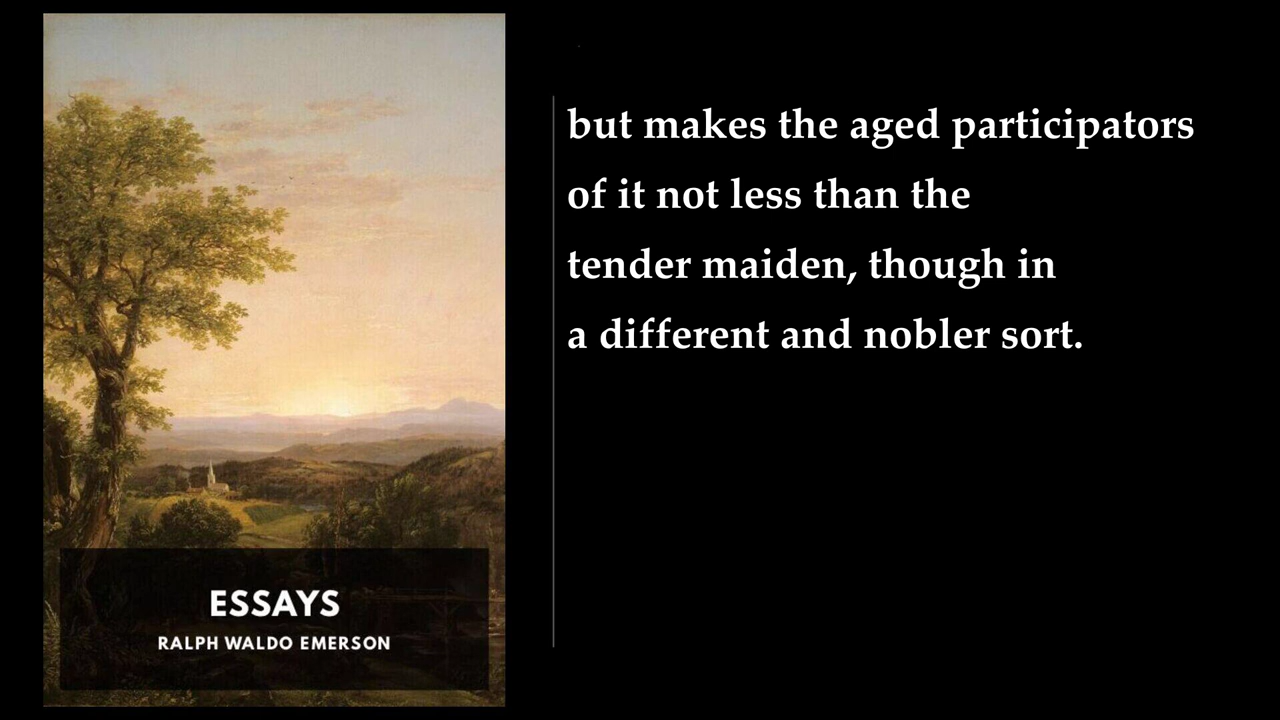 ESSAYS
RALPH WALDO EMERSON
but makes the aged participators
of it not less than the
tender maiden, though in
a different and nobler sort.